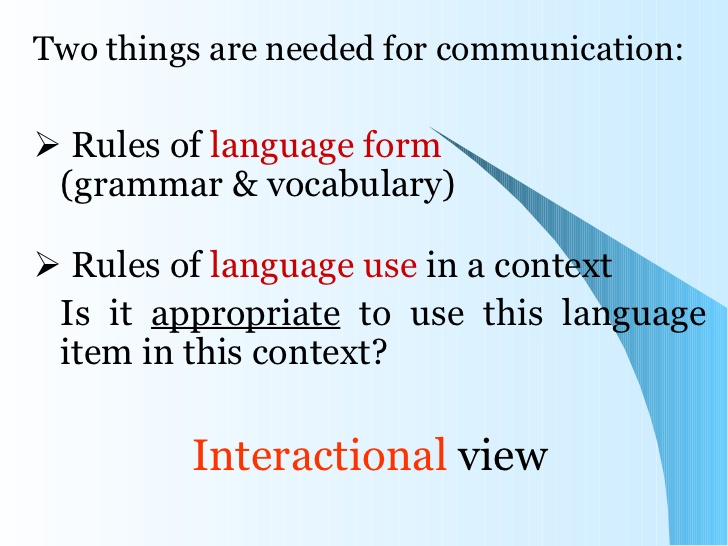 Two things are needed for communication:
➢ Rules of language form
(grammar & vocabulary)
➢ Rules of language use in a context
Is it appropriate to use this language
item in this context?
Interactional view